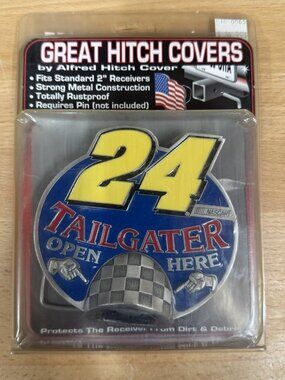 GREAT HITCH COVERS
by Alfred Hitch Cover
• Fits Standard 2" Receivers
• Strong Metal Construction
• Totally Rustproof
• Requires Pin (not included)
24
NASCAR
TAILGATER
OPEN HERE
Protects The Receiver From Dirt & Debris